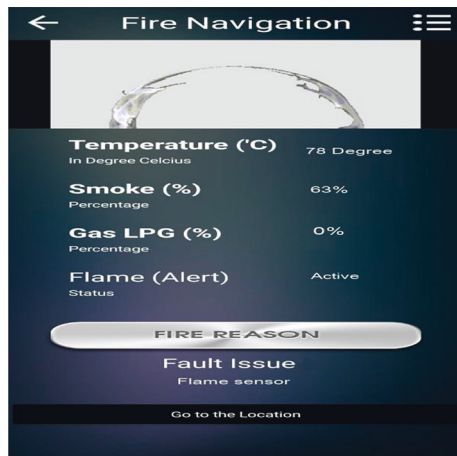 Fire Navigation
Temperature ('C)
78 Degree
In Degree Celcius
Smoke (%)
63%
Percentage
Gas LPG (%)
0%
Percentage
Flame (Alert)
Active
Status
FIRE REASON
Fault Issue
Flame sensor
Go to the Location